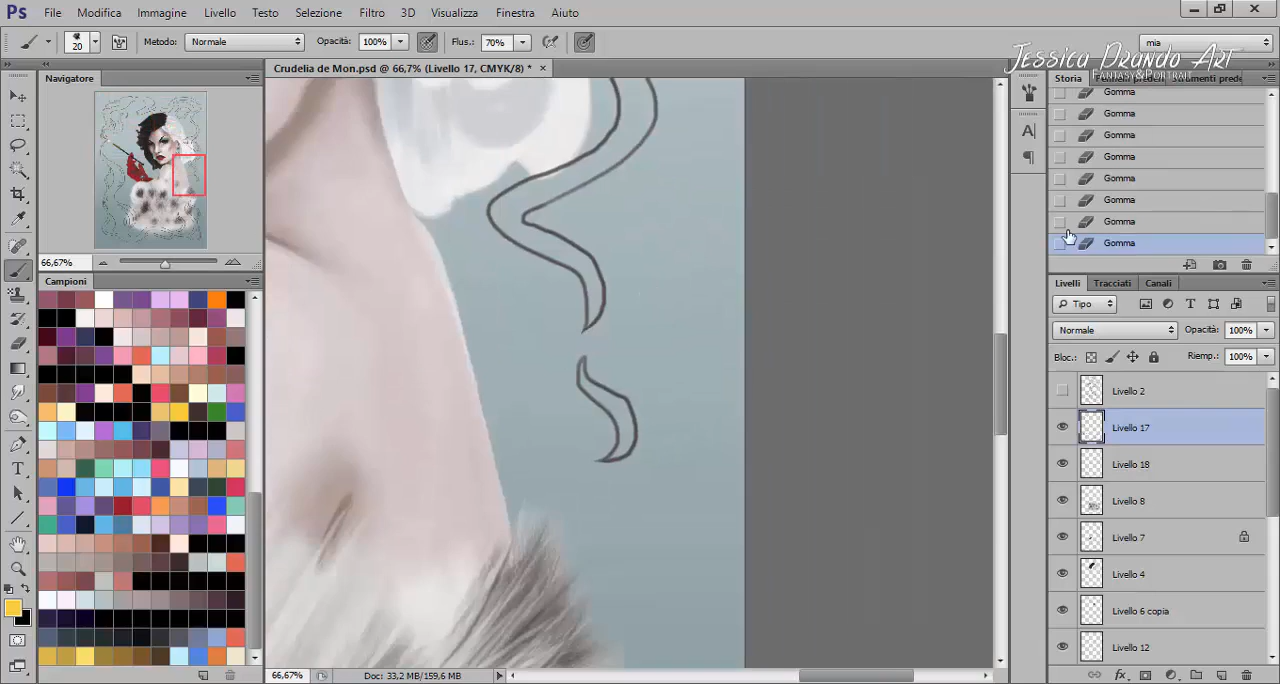 Ps File Modifica Immagine Livello Testo Selezione Filtro 3D Visualizza Finestra Aiuto
20 Metodo: Normale Opacità: 100% Flus.: 70% mia
Jessica Prando Art
Fantasy&Portrait
Navigatore
Crudelia de Mon.psd @ 66,7% (Livello 17, CMYK/8) *
Storia Pennelli predefi Strumenti prede
Gomma
Gomma
Gomma
Gomma
Gomma
Gomma
Gomma
Gomma
66,67%
Campioni
Livelli Tracciati Canali
Tipo
Normale Opacità: 100%
Bloc.: Riemp.: 100%
Livello 2
Livello 17
Livello 18
Livello 8
Livello 7
Livello 4
Livello 6 copia
Livello 12
66,67% Doc: 33,2 MB/159,6 MB